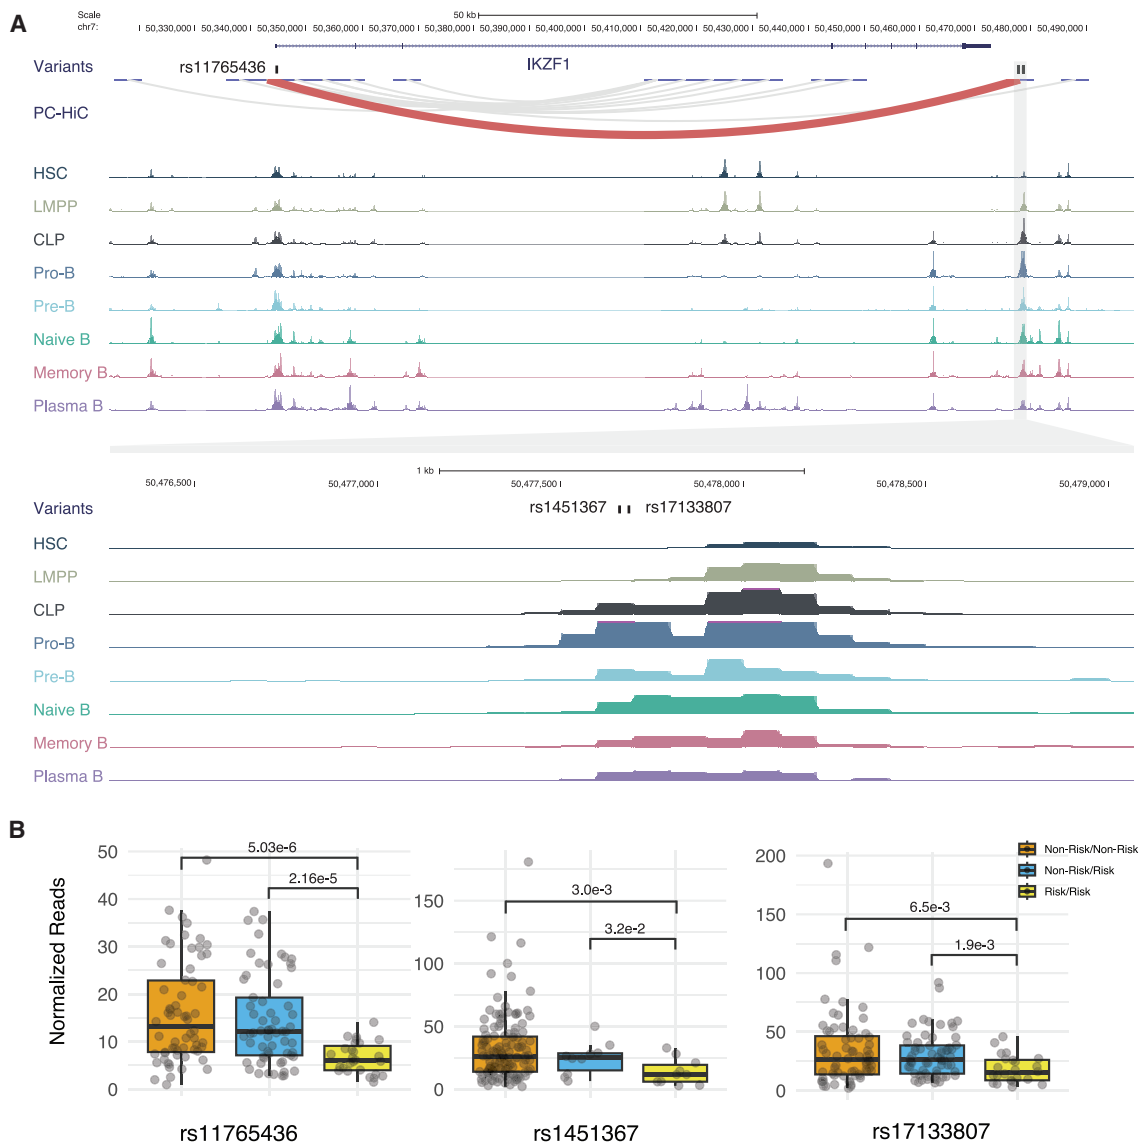 A
Scale
50 kb
chr7:
50,330,000 50,340,000 50,350,000 50,360,000 50,370,000 50,380,000 50,390,000 50,400,000 50,410,000 50,420,000 50,430,000 50,440,000 50,450,000 50,460,000 50,470,000 50,480,000 50,490,000
Variants
rs11765436
IKZF1
PC-HiC
HSC
LMPP
CLP
Pro-B
Pre-B
Naive B
Memory B
Plasma B
1 kb
50,476,500 50,477,000 50,477,500 50,478,000 50,478,500 50,479,000
Variants
rs1451367 rs17133807
HSC
LMPP
CLP
Pro-B
Pre-B
Naive B
Memory B
Plasma B
B
Normalized Reads
50
40
30
20
10
0
5.03e-6
2.16e-5
rs11765436
150
100
50
0
3.0e-3
3.2e-2
rs1451367
200
150
100
50
0
6.5e-3
1.9e-3
rs17133807
Non-Risk/Non-Risk
Non-Risk/Risk
Risk/Risk